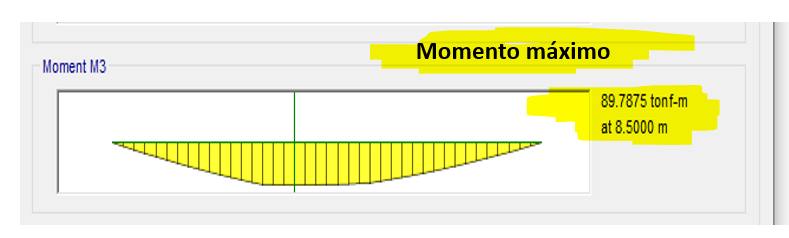 Momento máximo
Moment M3
89.7875 tonf-m
at 8.5000 m